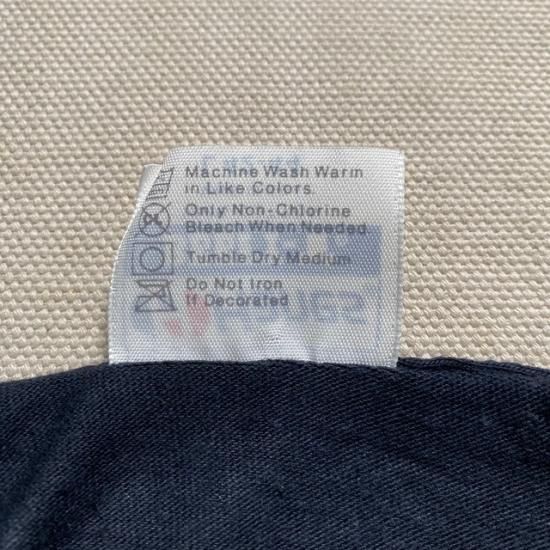 Machine Wash Warm
in Like Colors.
Only Non-Chlorine
Bleach When Needed.
Tumble Dry Medium
Do Not Iron
If Decorated